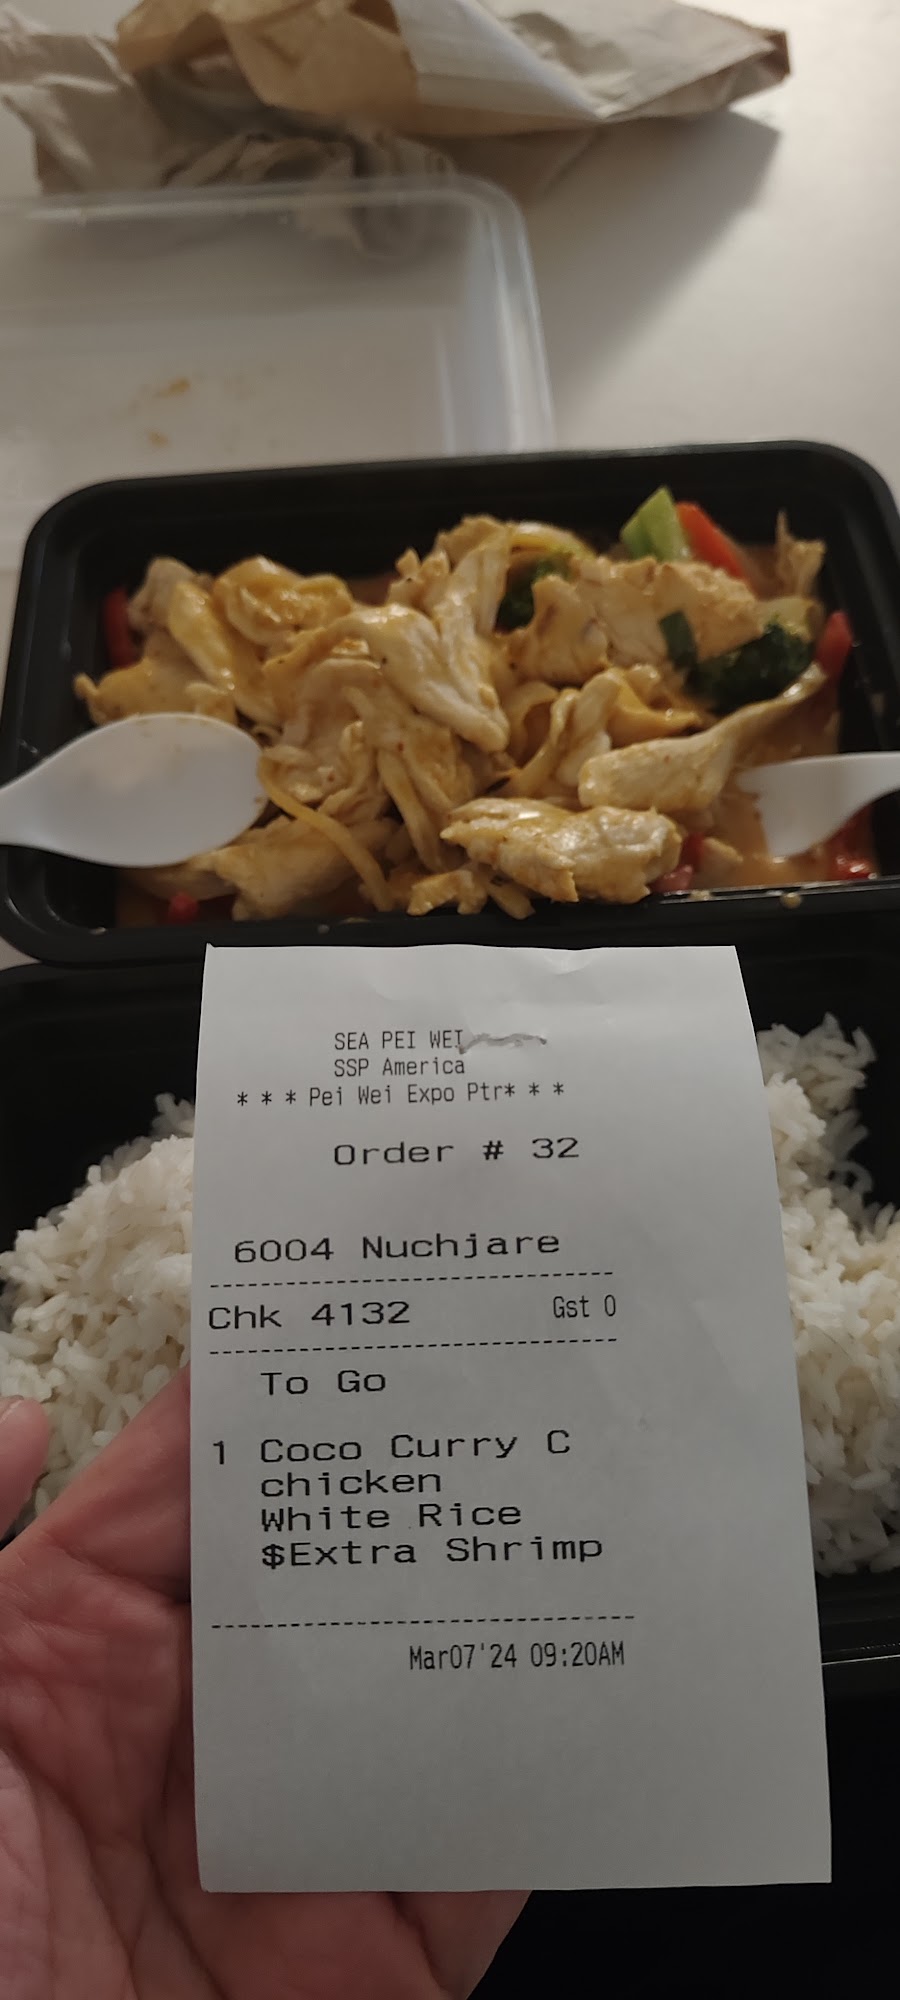 SEA PEI WEI
SSP America
* * * Pei Wei Expo Ptr* * *
Order # 32
6004 Nuchjare
Chk 4132 Gst 0
To Go
1 Coco Curry C
chicken
White Rice
$Extra Shrimp
Mar07'24 09:20AM